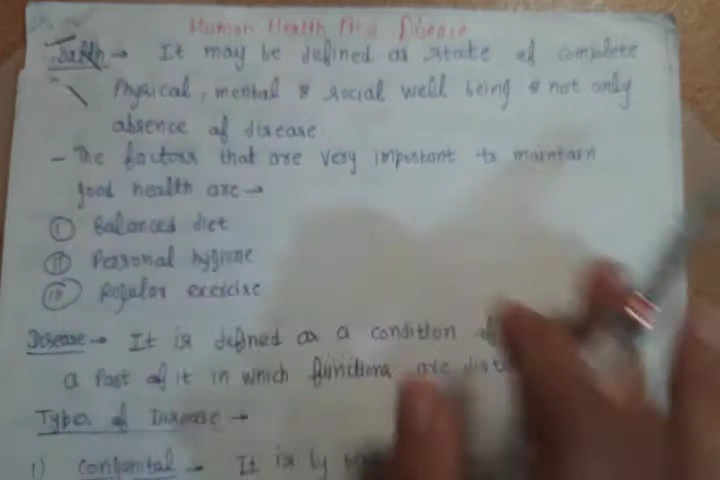 Human Health And Disease
Health → It may be defined as state of complete
Physical, mental & social well being & not only
absence of disease.
- The factors that are very important to maintain
good health are →
(i) Balanced diet
(ii) Personal hygiene
(iii) Regular exercise
Disease → It is defined as a condition of
a Part of it in which functions are
Types of Disease →
1) Congenital → It is by